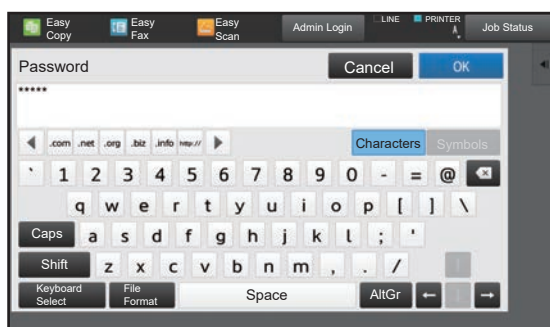 Easy Copy
Easy Fax
Easy Scan
Admin Login
LINE
PRINTER
Job Status
Password
Cancel
OK
*****
.com .net .org .biz .info http://
Characters
Symbols
` 1 2 3 4 5 6 7 8 9 0 - = @
q w e r t y u i o p [ ] \
Caps a s d f g h j k l ; '
Shift z x c v b n m , . /
Keyboard Select
File Format
Space
AltGr ← ↓ →